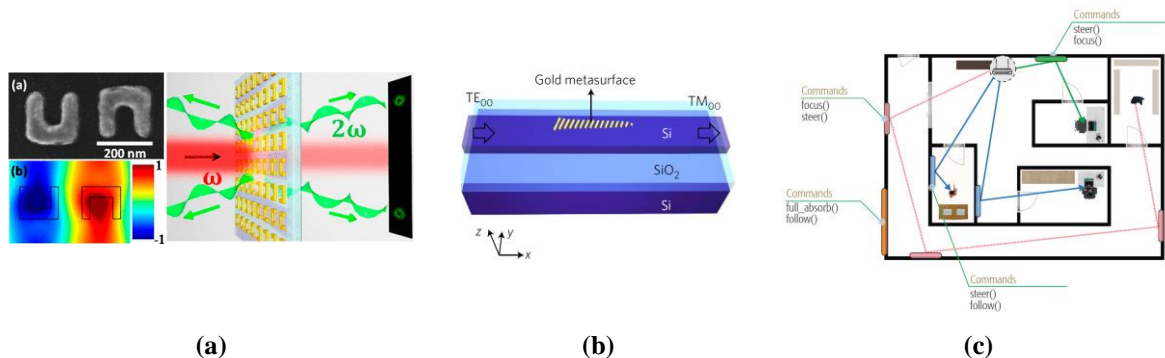 (a)
200 nm
(b)
1
-1
ω
2ω
Gold metasurface
TE00
TM00
Si
SiO2
Si
z
y
x
Commands
steer()
focus()
Commands
focus()
steer()
Commands
full_absorb()
follow()
Commands
steer()
follow()
(a)
(b)
(c)